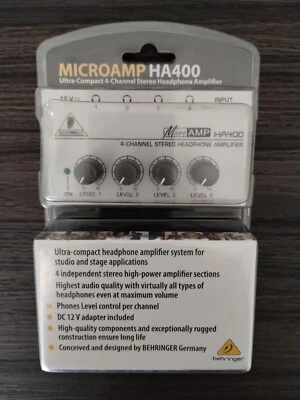 MICROAMP HA400
Ultra-Compact 4-Channel Stereo Headphone Amplifier
12 V~ 1 2 3 4 INPUT
MicroAMP HA400
4-CHANNEL STEREO HEADPHONE AMPLIFIER
ON LEVEL 1 LEVEL 2 LEVEL 3 LEVEL 4
Ultra-compact headphone amplifier system for
studio and stage applications
4 independent stereo high-power amplifier sections
Highest audio quality with virtually all types of
headphones even at maximum volume
Phones Level control per channel
DC 12 V adapter included
High-quality components and exceptionally rugged
construction ensure long life
Conceived and designed by BEHRINGER Germany
behringer